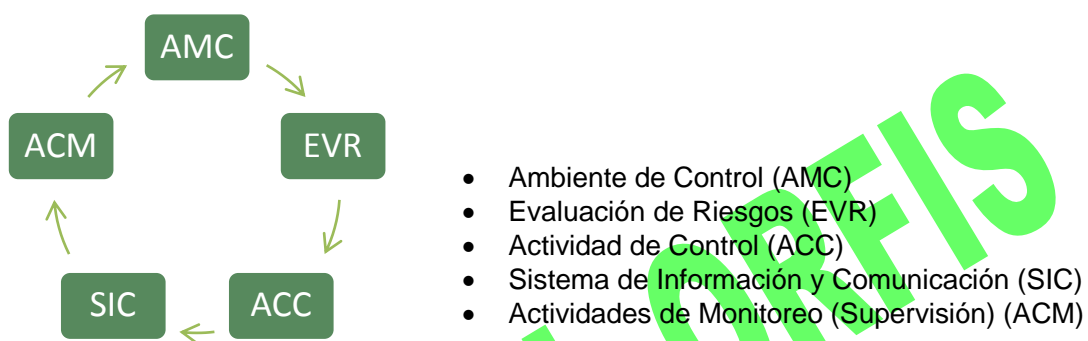 AMC
ACM
EVR
SIC
ACC
• Ambiente de Control (AMC)
• Evaluación de Riesgos (EVR)
• Actividad de Control (ACC)
• Sistema de Información y Comunicación (SIC)
• Actividades de Monitoreo (Supervisión) (ACM)
ORFIS